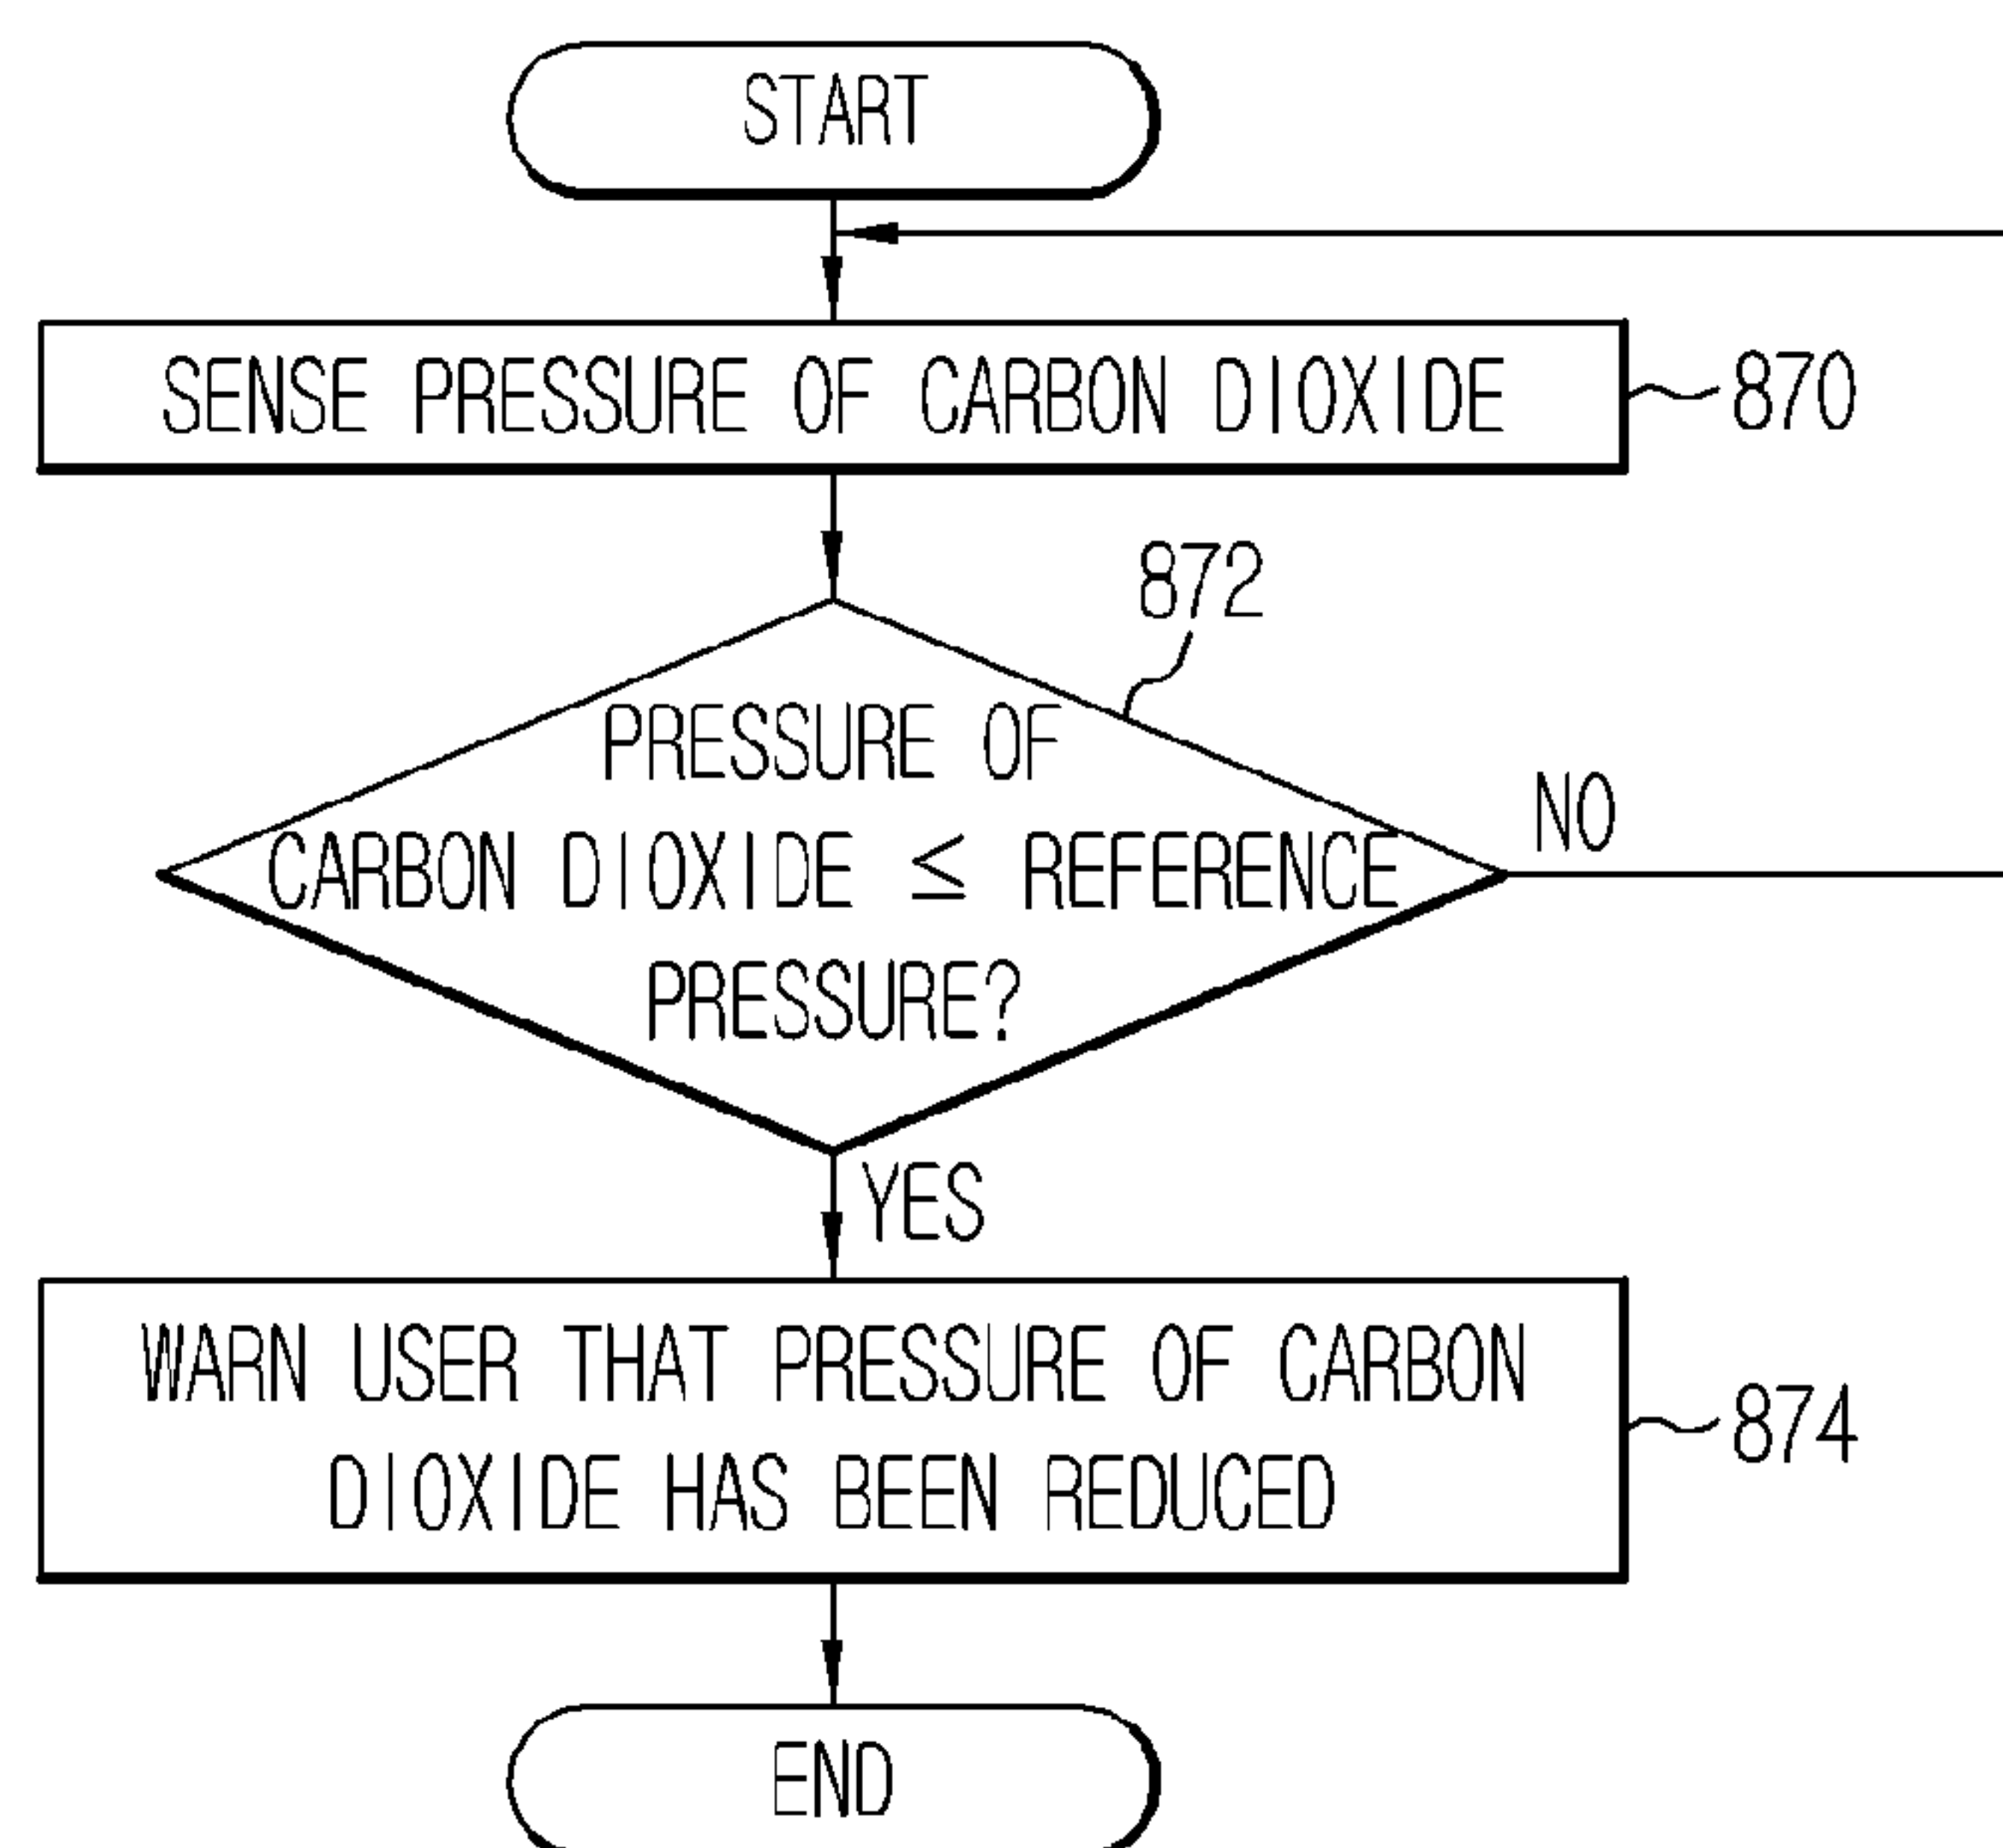 START
SENSE PRESSURE OF CARBON DIOXIDE
870
872
PRESSURE OF
CARBON DIOXIDE ≤ REFERENCE
PRESSURE?
NO
YES
WARN USER THAT PRESSURE OF CARBON
DIOXIDE HAS BEEN REDUCED
874
END